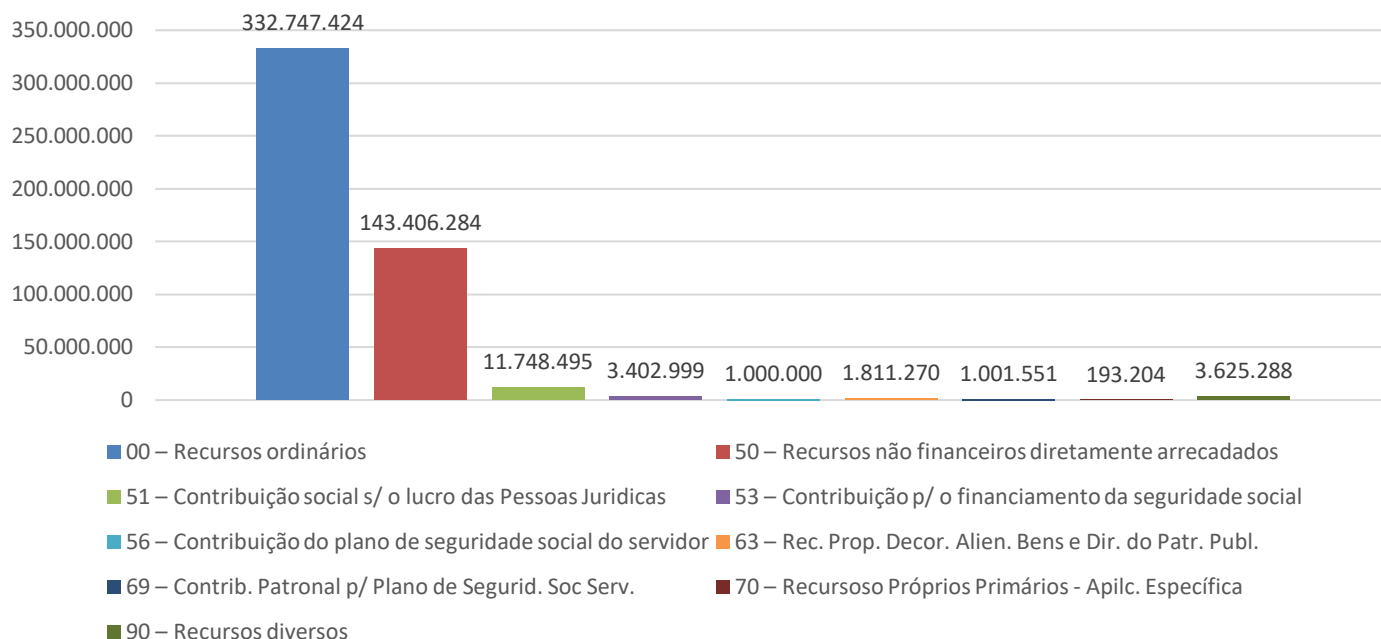 350.000.000
300.000.000
250.000.000
200.000.000
150.000.000
100.000.000
50.000.000
0
332.747.424
143.406.284
11.748.495
3.402.999
1.000.000
1.811.270
1.001.551
193.204
3.625.288
00 – Recursos ordinários
50 – Recursos não financeiros diretamente arrecadados
51 – Contribuição social s/ o lucro das Pessoas Juridicas
53 – Contribuição p/ o financiamento da seguridade social
56 – Contribuição do plano de seguridade social do servidor
63 – Rec. Prop. Decor. Alien. Bens e Dir. do Patr. Publ.
69 – Contrib. Patronal p/ Plano de Segurid. Soc Serv.
70 – Recursoso Próprios Primários - Apilc. Específica
90 – Recursos diversos